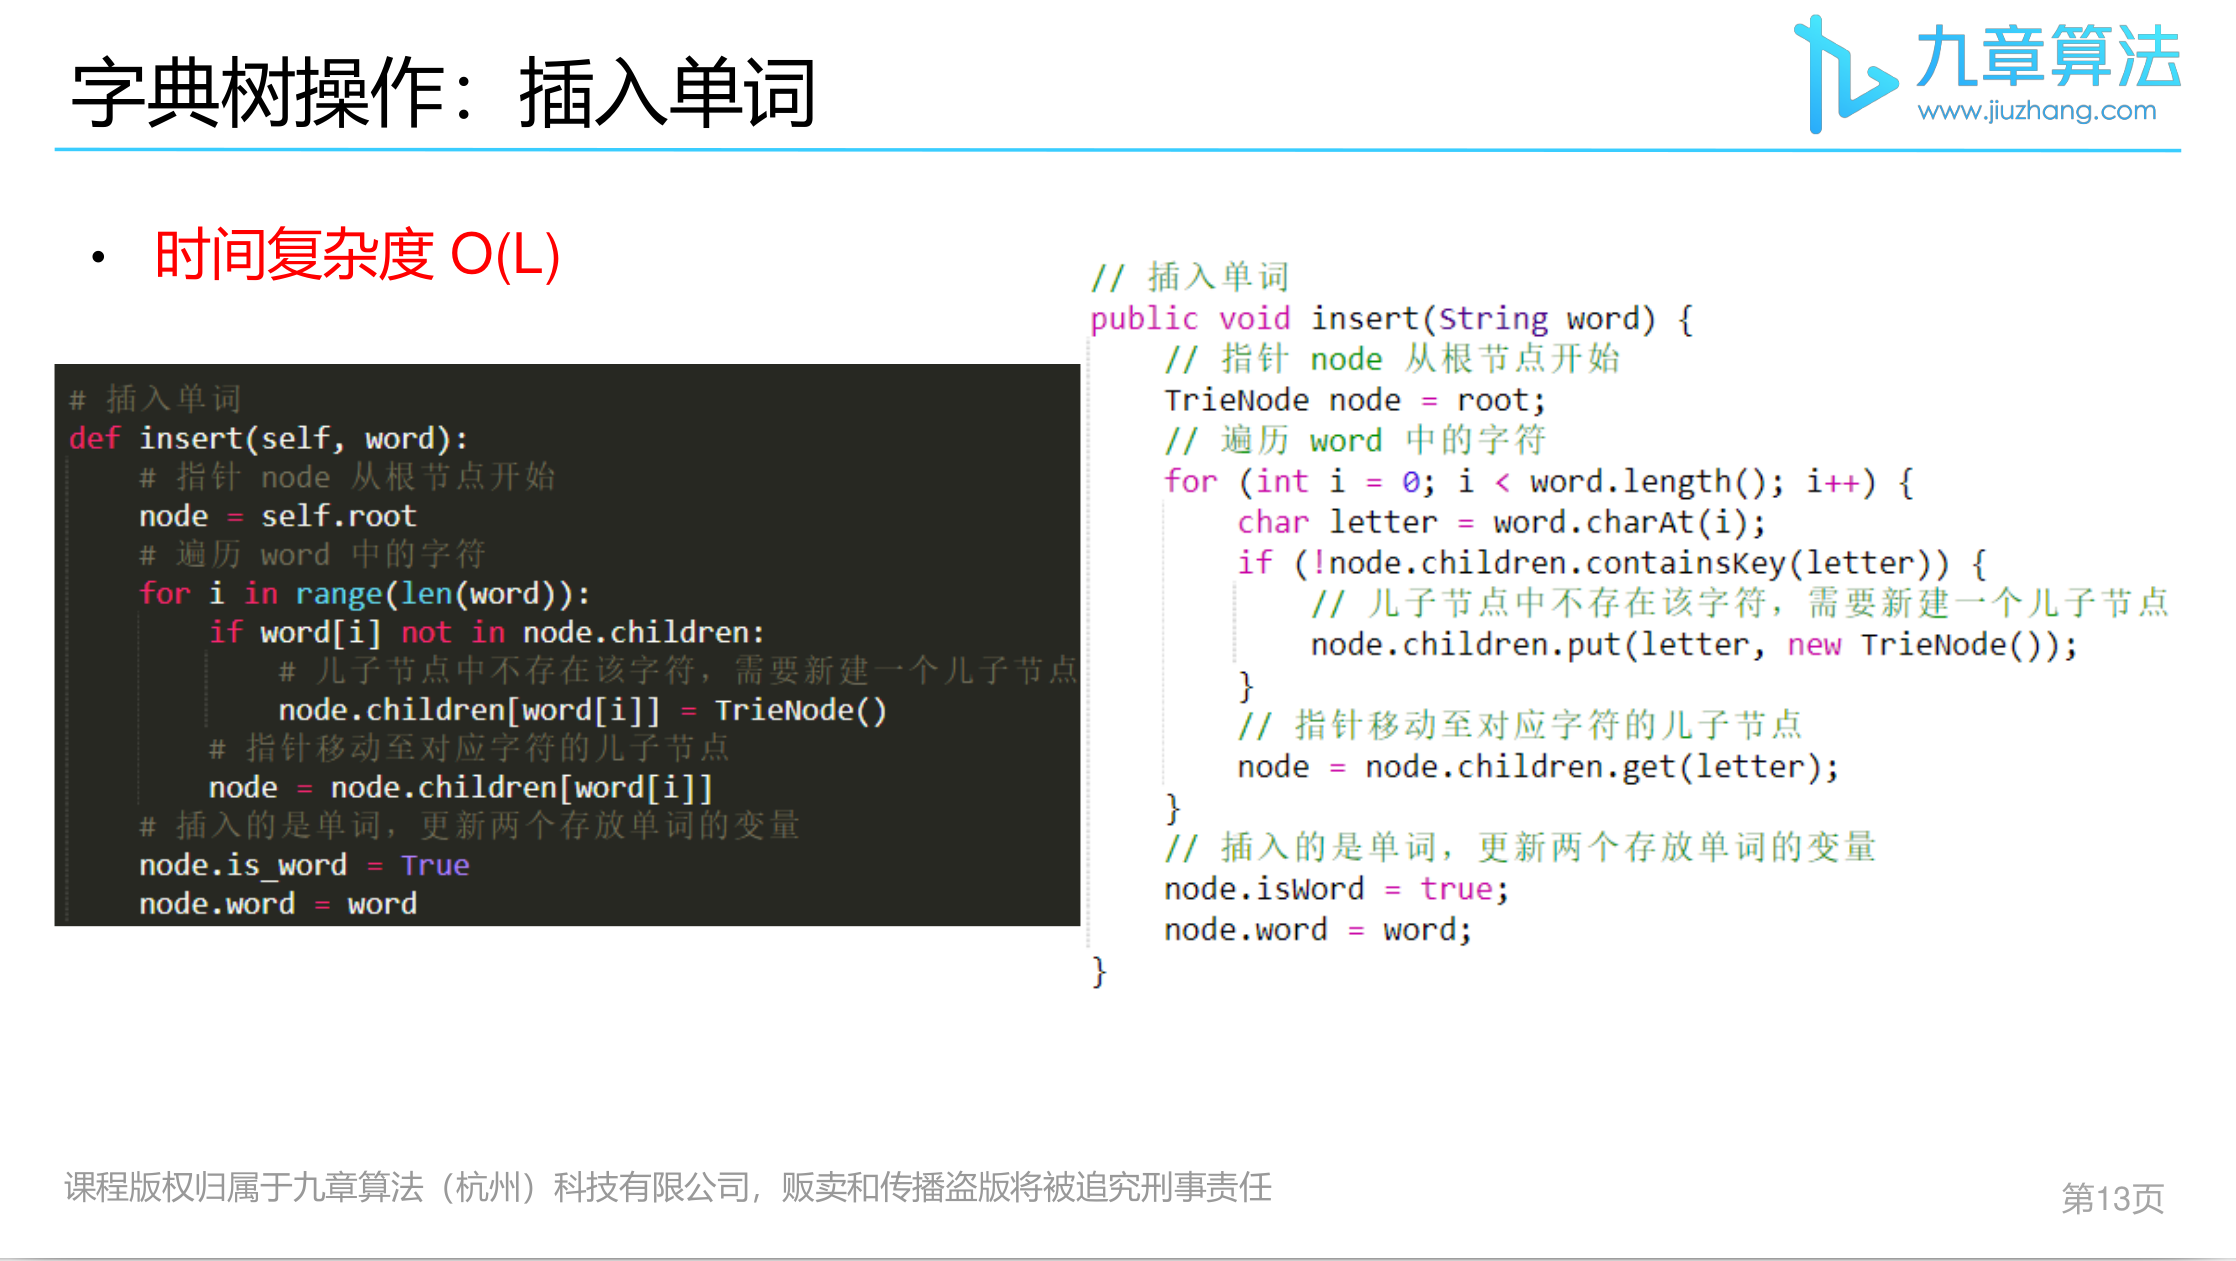 字典树操作：插入单词
九章算法
www.jiuzhang.com
• 时间复杂度 O(L)
# 插入单词
def insert(self, word):
    # 指针 node 从根节点开始
    node = self.root
    # 遍历 word 中的字符
    for i in range(len(word)):
        if word[i] not in node.children:
            # 儿子节点中不存在该字符，需要新建一个儿子节点
            node.children[word[i]] = TrieNode()
        # 指针移动至对应字符的儿子节点
        node = node.children[word[i]]
    # 插入的是单词，更新两个存放单词的变量
    node.is_word = True
    node.word = word
// 插入单词
public void insert(String word) {
    // 指针 node 从根节点开始
    TrieNode node = root;
    // 遍历 word 中的字符
    for (int i = 0; i < word.length(); i++) {
        char letter = word.charAt(i);
        if (!node.children.containsKey(letter)) {
            // 儿子节点中不存在该字符，需要新建一个儿子节点
            node.children.put(letter, new TrieNode());
        }
        // 指针移动至对应字符的儿子节点
        node = node.children.get(letter);
    }
    // 插入的是单词，更新两个存放单词的变量
    node.isWord = true;
    node.word = word;
}
课程版权归属于九章算法（杭州）科技有限公司，贩卖和传播盗版将被追究刑事责任
第13页